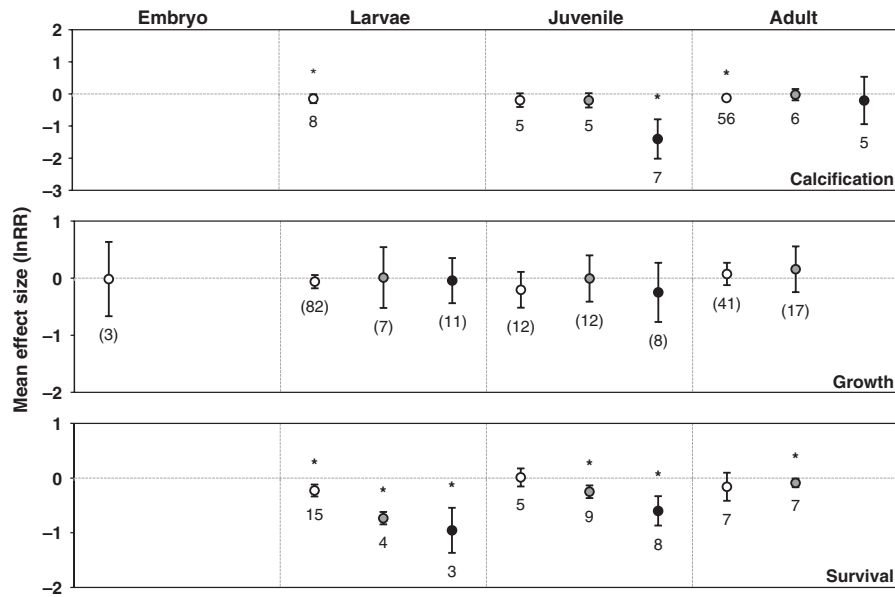 Embryo Larvae Juvenile Adult
Mean effect size (lnRR)
2
1
0
–1
–2
–3
* * *
8 5 5 7 56 6 5
Calcification
1
0
–1
–2
(3) (82) (7) (11) (12) (12) (8) (41) (17)
Growth
1
0
–1
–2
* * * * * *
15 4 3 5 9 8 7 7
Survival